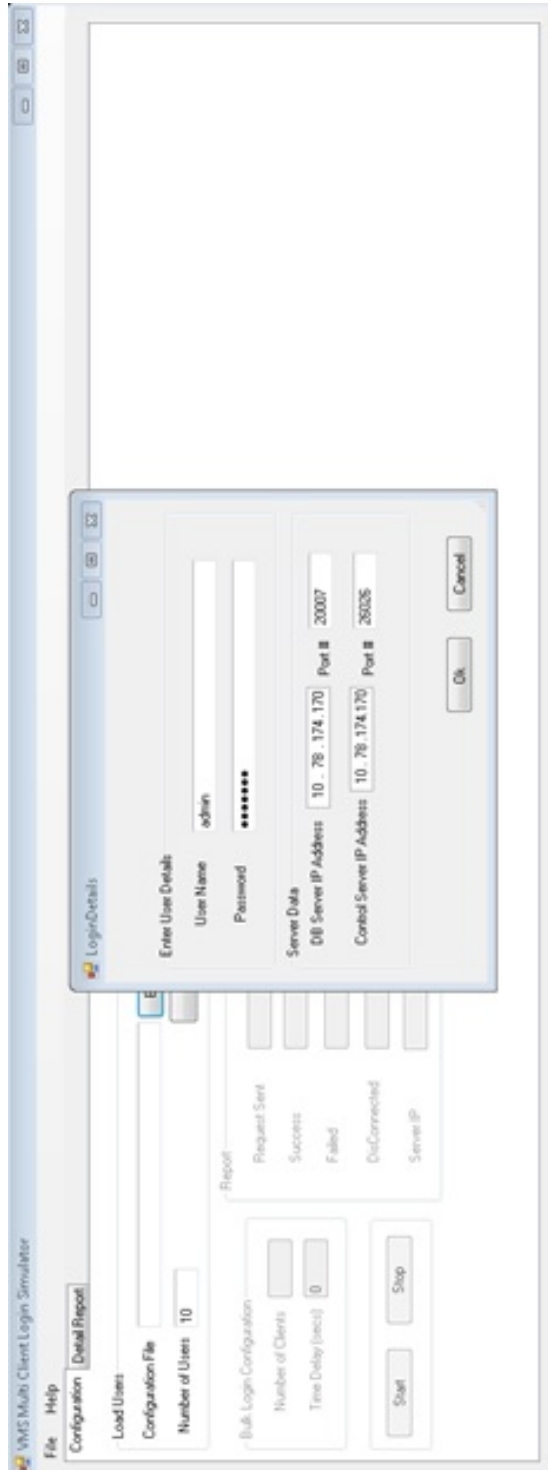 VMS Multi Client Login Simulator
File Help
Configuration Detail Report
Load Users
Configuration File
Number of Users 10
Bulk Login Configuration
Number of Clients
Time Delay (secs) 0
Start Stop
Report
Request Sent
Success
Failed
DisConnected
Server IP
LoginDetails
Enter User Details
User Name admin
Password •••••••
Server Data
DB Server IP Address 10 . 78 . 174 . 170 Port # 20007
Control Server IP Address 10 . 78 . 174 . 170 Port # 26026
Ok Cancel